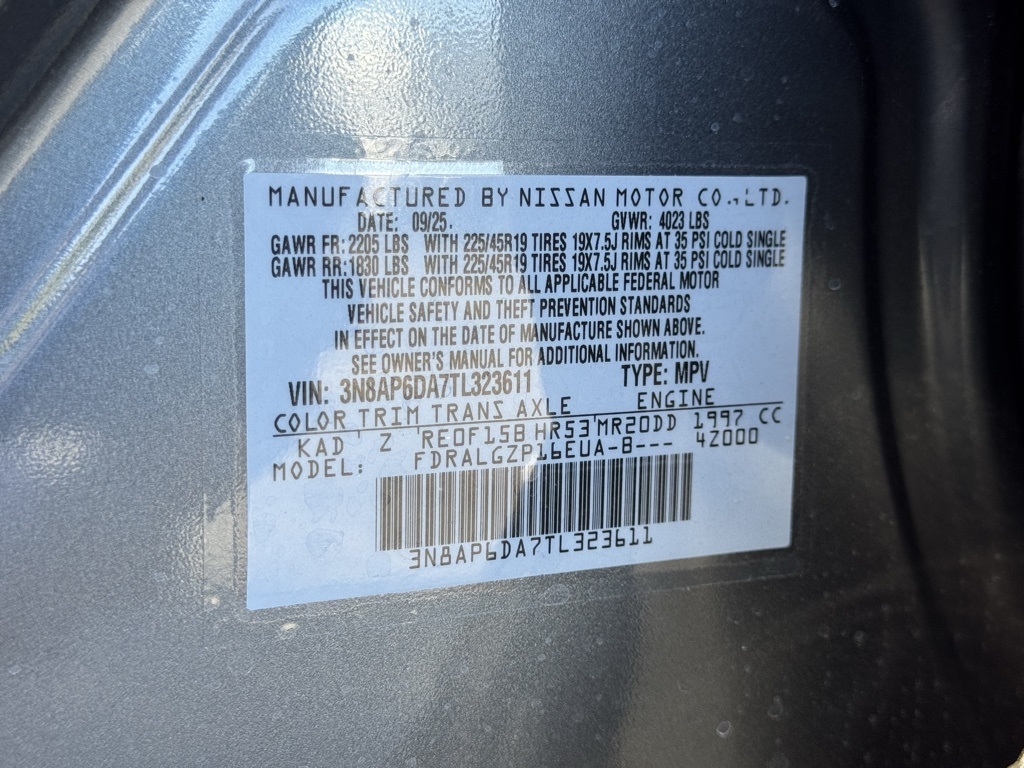 MANUFACTURED BY NISSAN MOTOR CO.,LTD.
DATE: 09/25. GVWR: 4023 LBS
GAWR FR: 2205 LBS WITH 225/45R19 TIRES 19X7.5J RIMS AT 35 PSI COLD SINGLE
GAWR RR:1830 LBS WITH 225/45R19 TIRES 19X7.5J RIMS AT 35 PSI COLD SINGLE
THIS VEHICLE CONFORMS TO ALL APPLICABLE FEDERAL MOTOR
VEHICLE SAFETY AND THEFT PREVENTION STANDARDS
IN EFFECT ON THE DATE OF MANUFACTURE SHOWN ABOVE.
SEE OWNER'S MANUAL FOR ADDITIONAL INFORMATION.
VIN: 3N8AP6DA7TL323611 TYPE: MPV
COLOR TRIM TRANS AXLE ENGINE
KAD Z RE0F15B HR53 MR20DD 1997 CC
MODEL: FDRALGZP16EUA-B--- 4Z000
3N8AP6DA7TL323611